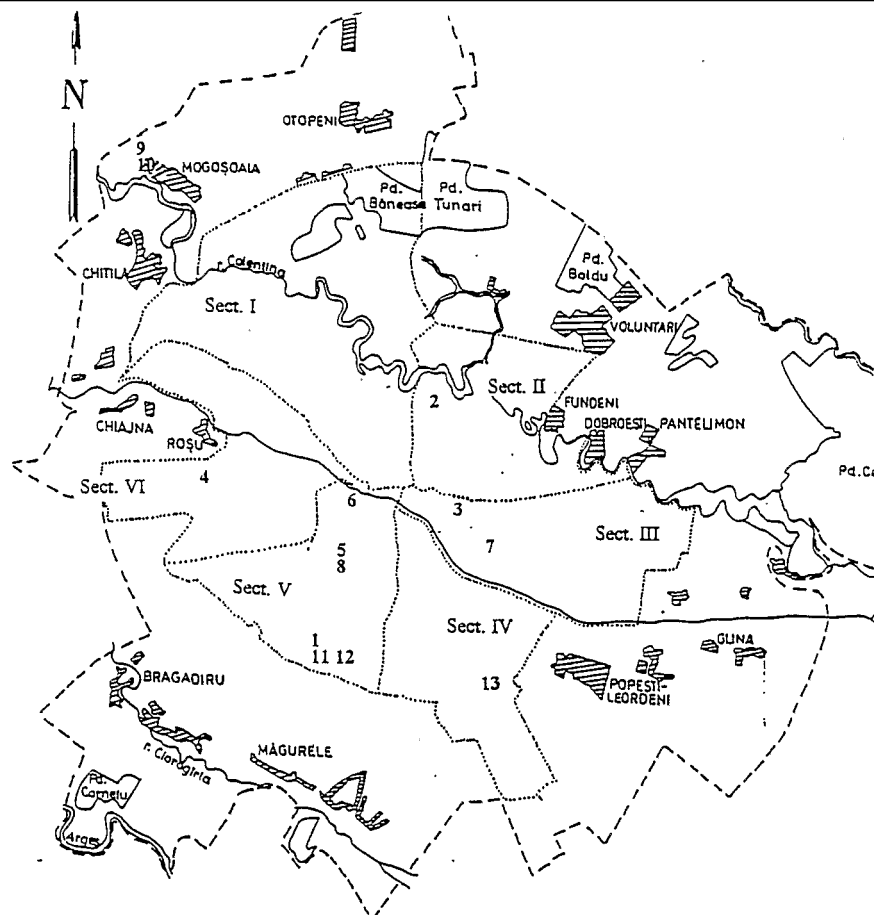 N
OTOPENI
9
10
MOGOȘOAIA
Pd.
Băneasa
Pd.
Tunari
Pd.
Boldu
CHITILA
r. Colentina
Sect. I
VOLUNTARI
Sect. II
2
FUNDENI
DOBROEȘTI
PANTELIMON
CHIAJNA
ROȘU
Sect. VI
4
6
3
Sect. III
7
5
8
Sect. V
1
11 12
Sect. IV
13
GLINA
POPEȘTI-
LEORDENI
BRAGADIRU
r. Ciorogîrla
MĂGURELE
Pd.
Cornetu
Argeș